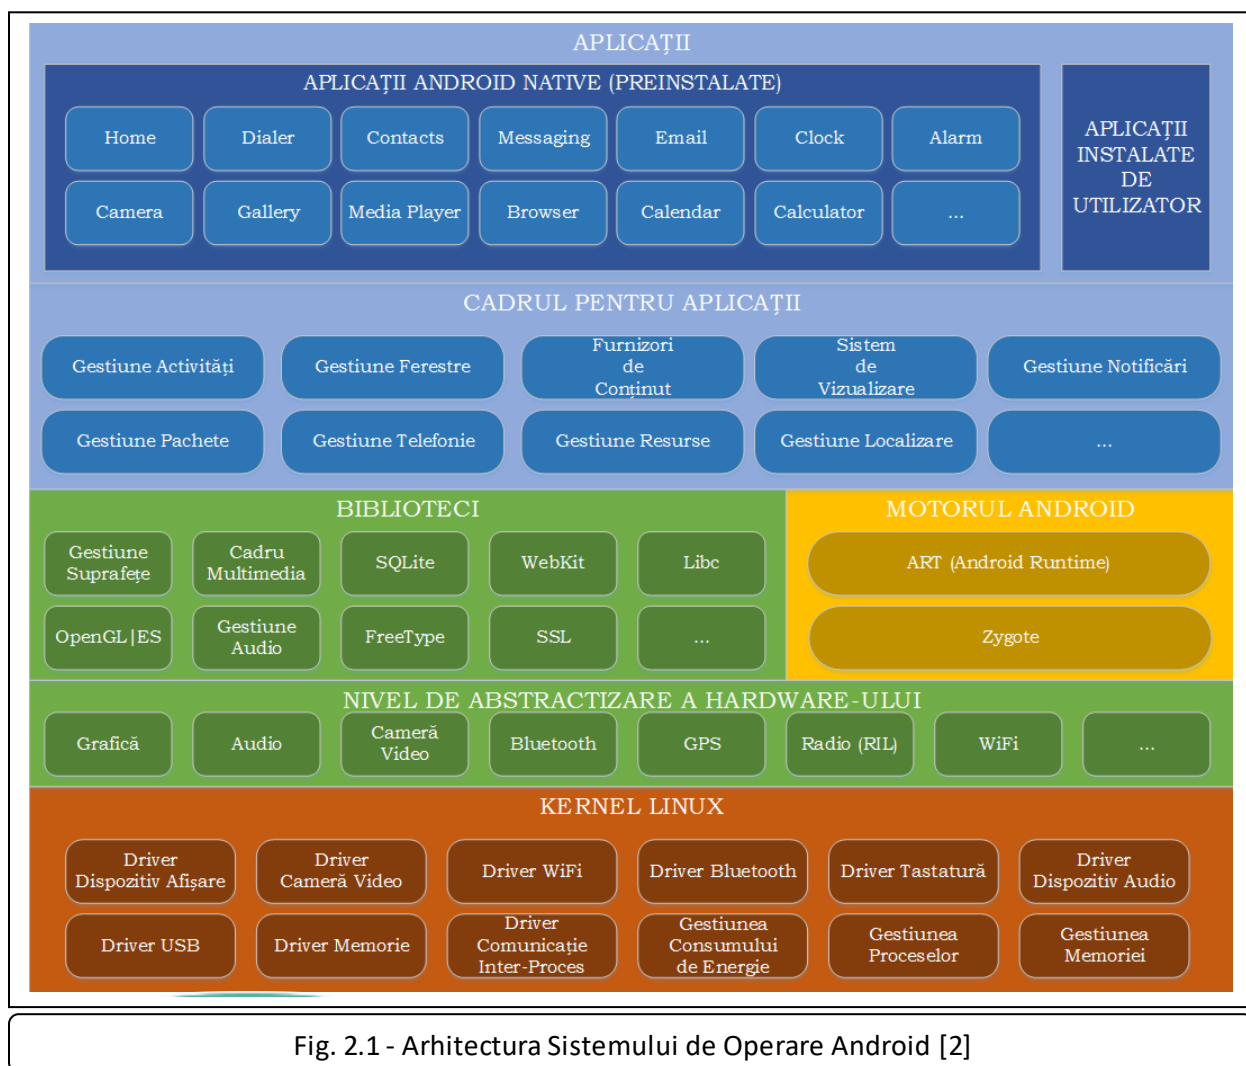 APLICAȚII
APLICAȚII ANDROID NATIVE (PREINSTALATE)
Home
Dialer
Contacts
Messaging
Email
Clock
Alarm
Camera
Gallery
Media Player
Browser
Calendar
Calculator
...
APLICAȚII
INSTALATE
DE
UTILIZATOR
CADRUL PENTRU APLICAȚII
Gestiune Activități
Gestiune Ferestre
Furnizori
de
Conținut
Sistem
de
Vizualizare
Gestiune Notificări
Gestiune Pachete
Gestiune Telefonie
Gestiune Resurse
Gestiune Localizare
...
BIBLIOTECI
Gestiune
Suprafețe
Cadru
Multimedia
SQLite
WebKit
Libc
OpenGL|ES
Gestiune
Audio
FreeType
SSL
...
MOTORUL ANDROID
ART (Android Runtime)
Zygote
NIVEL DE ABSTRACTIZARE A HARDWARE-ULUI
Grafică
Audio
Cameră
Video
Bluetooth
GPS
Radio (RIL)
WiFi
...
KERNEL LINUX
Driver
Dispozitiv Afișare
Driver
Cameră Video
Driver WiFi
Driver Bluetooth
Driver Tastatură
Driver
Dispozitiv Audio
Driver USB
Driver Memorie
Driver
Comunicație
Inter-Proces
Gestiunea
Consumului
de Energie
Gestiunea
Proceselor
Gestiunea
Memoriei
Fig. 2.1 - Arhitectura Sistemului de Operare Android [2]